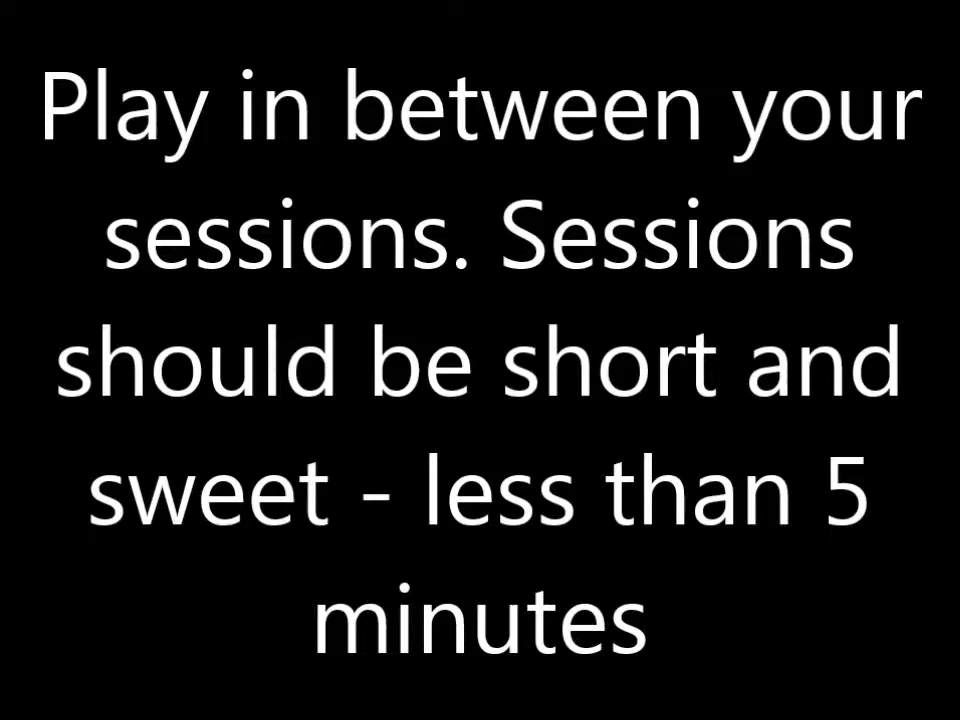 Play in between your
sessions. Sessions
should be short and
sweet - less than 5
minutes